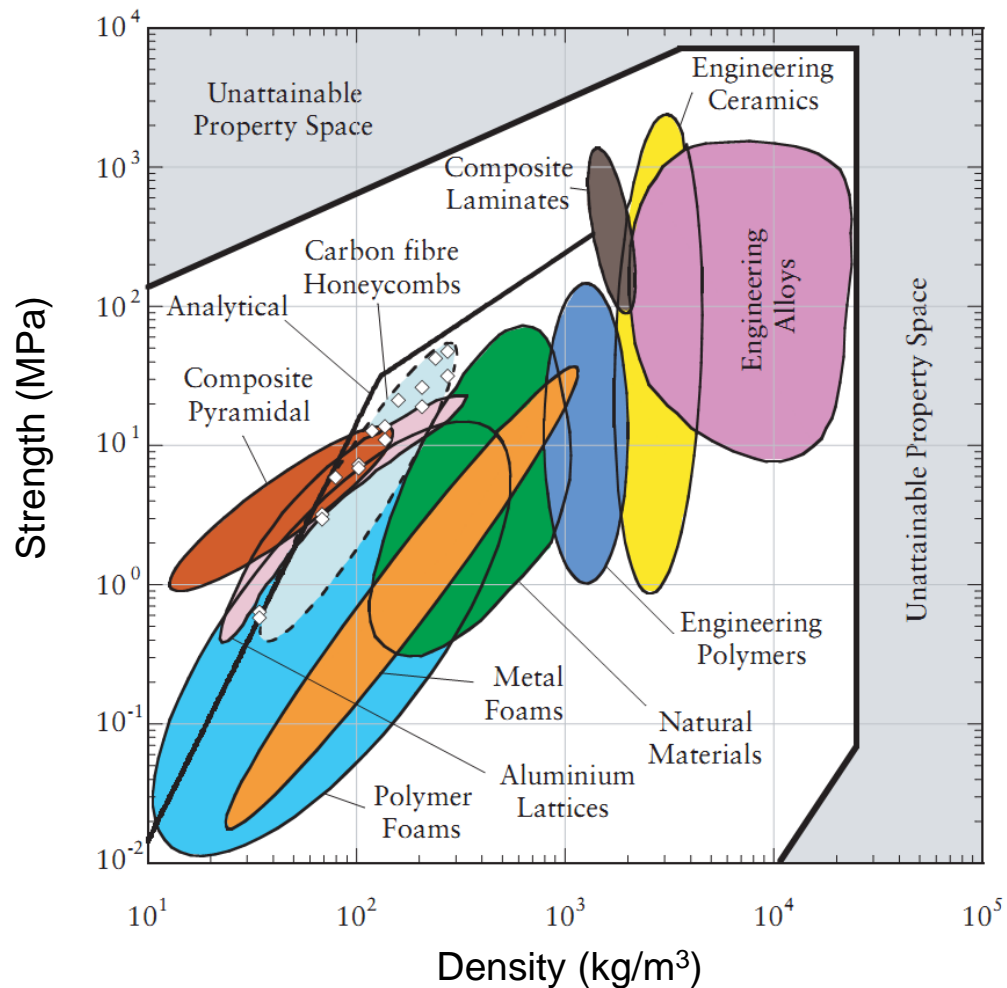 Strength (MPa)
10⁴
10³
10²
10¹
10⁰
10⁻¹
10⁻²
Unattainable
Property Space
Engineering
Ceramics
Composite
Laminates
Carbon fibre
Honeycombs
Analytical
Composite
Pyramidal
Engineering
Alloys
Unattainable Property Space
Engineering
Polymers
Metal
Foams
Natural
Materials
Aluminium
Lattices
Polymer
Foams
10¹ 10² 10³ 10⁴ 10⁵
Density (kg/m³)